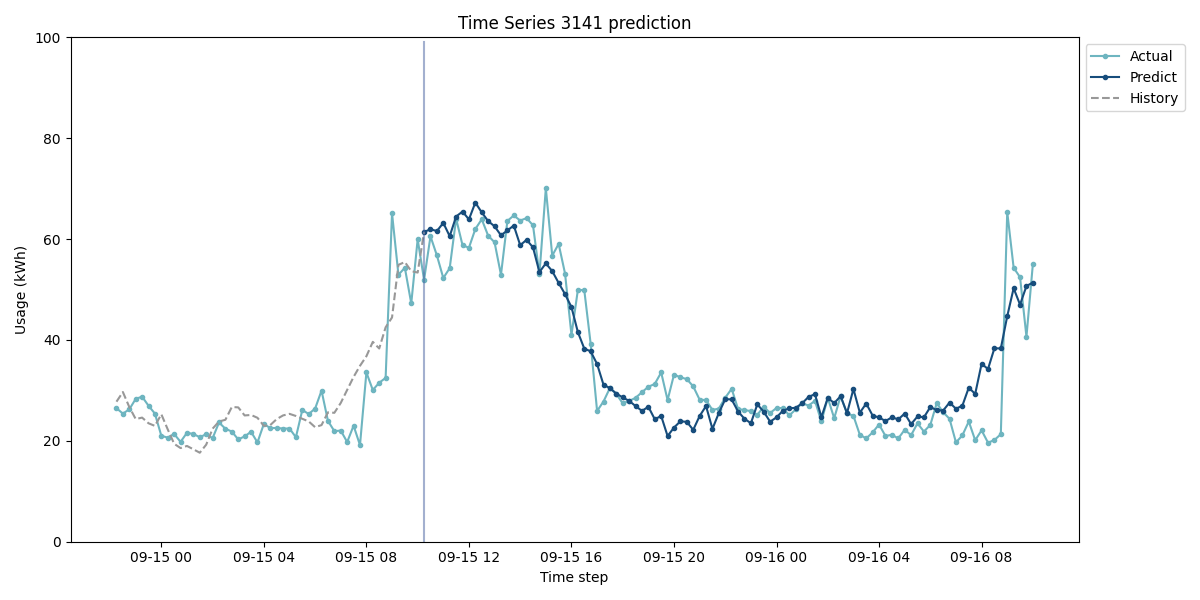 Time Series 3141 prediction
Actual
Predict
History
Usage (kWh)
100
80
60
40
20
0
09-15 00
09-15 04
09-15 08
09-15 12
09-15 16
09-15 20
09-16 00
09-16 04
09-16 08
Time step